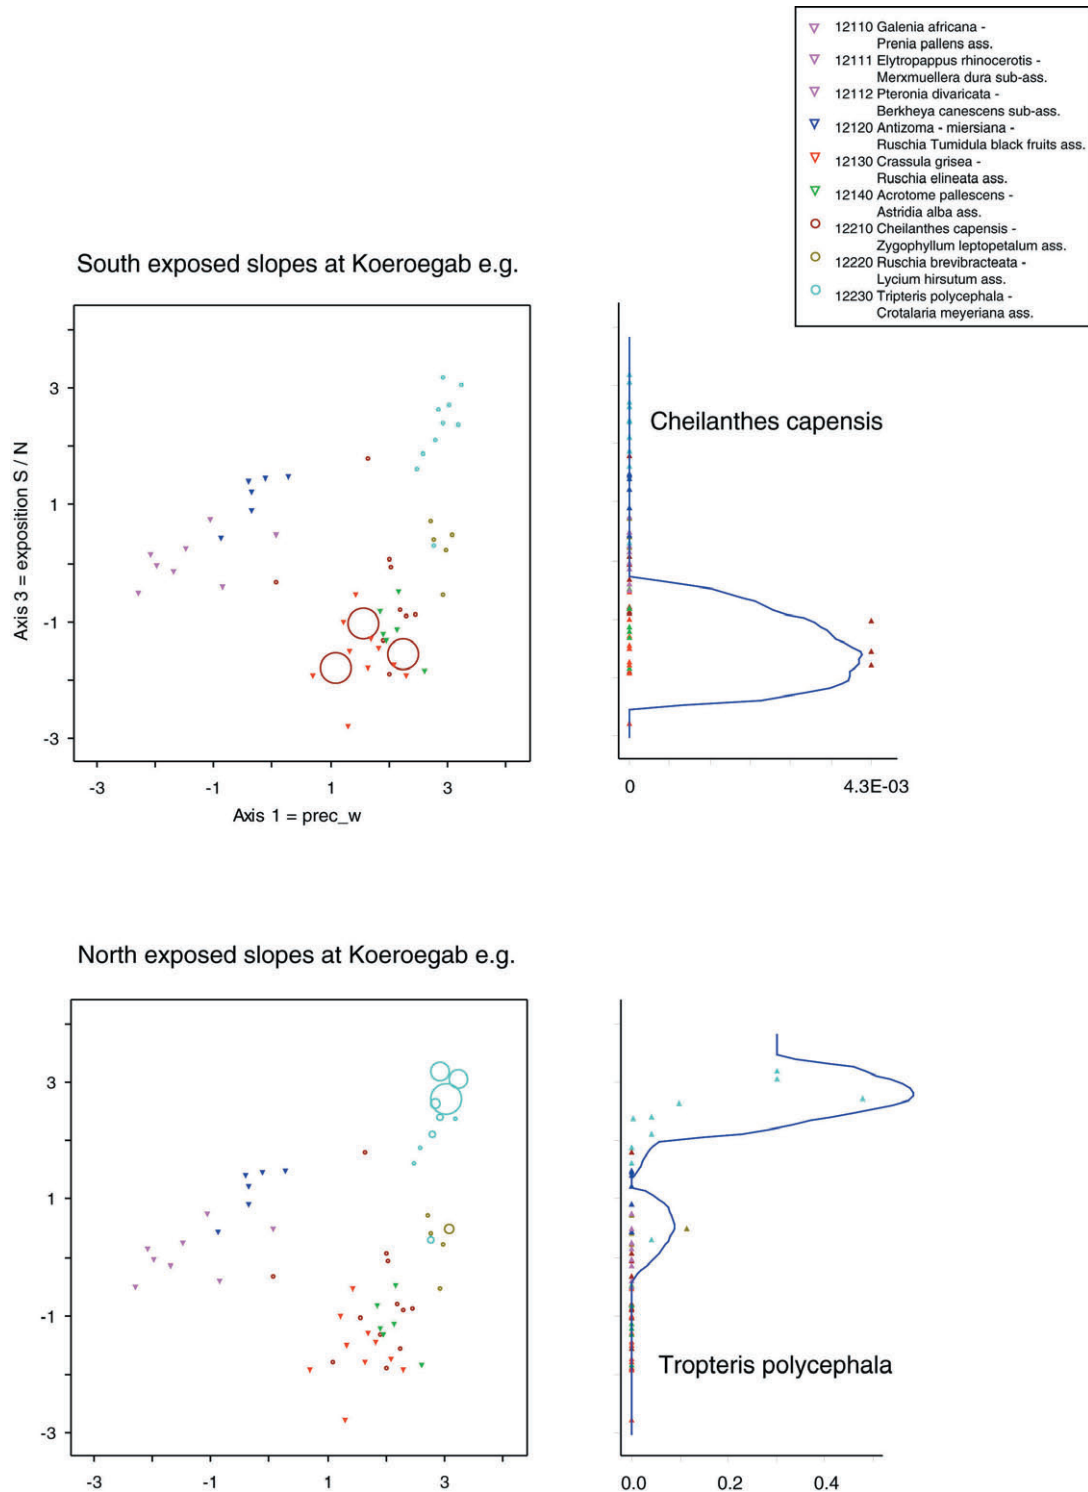 12110 Galenia africana -
Prenia pallens ass.
12111 Elytropappus rhinocerotis -
Merxmuellera dura sub-ass.
12112 Pteronia divaricata -
Berkheya canescens sub-ass.
12120 Antizoma - miersiana -
Ruschia Tumidula black fruits ass.
12130 Crassula grisea -
Ruschia elineata ass.
12140 Acrotome pallescens -
Astridia alba ass.
12210 Cheilanthes capensis -
Zygophyllum leptopetalum ass.
12220 Ruschia brevibracteata -
Lycium hirsutum ass.
12230 Tripteris polycephala -
Crotalaria meyeriana ass.
South exposed slopes at Koeroegab e.g.
Axis 3 = exposition S / N
3
1
-1
-3
-3 -1 1 3
Axis 1 = prec_w
Cheilanthes capensis
0 4.3E-03
North exposed slopes at Koeroegab e.g.
3
1
-1
-3
-3 -1 1 3
Tropteris polycephala
0.0 0.2 0.4